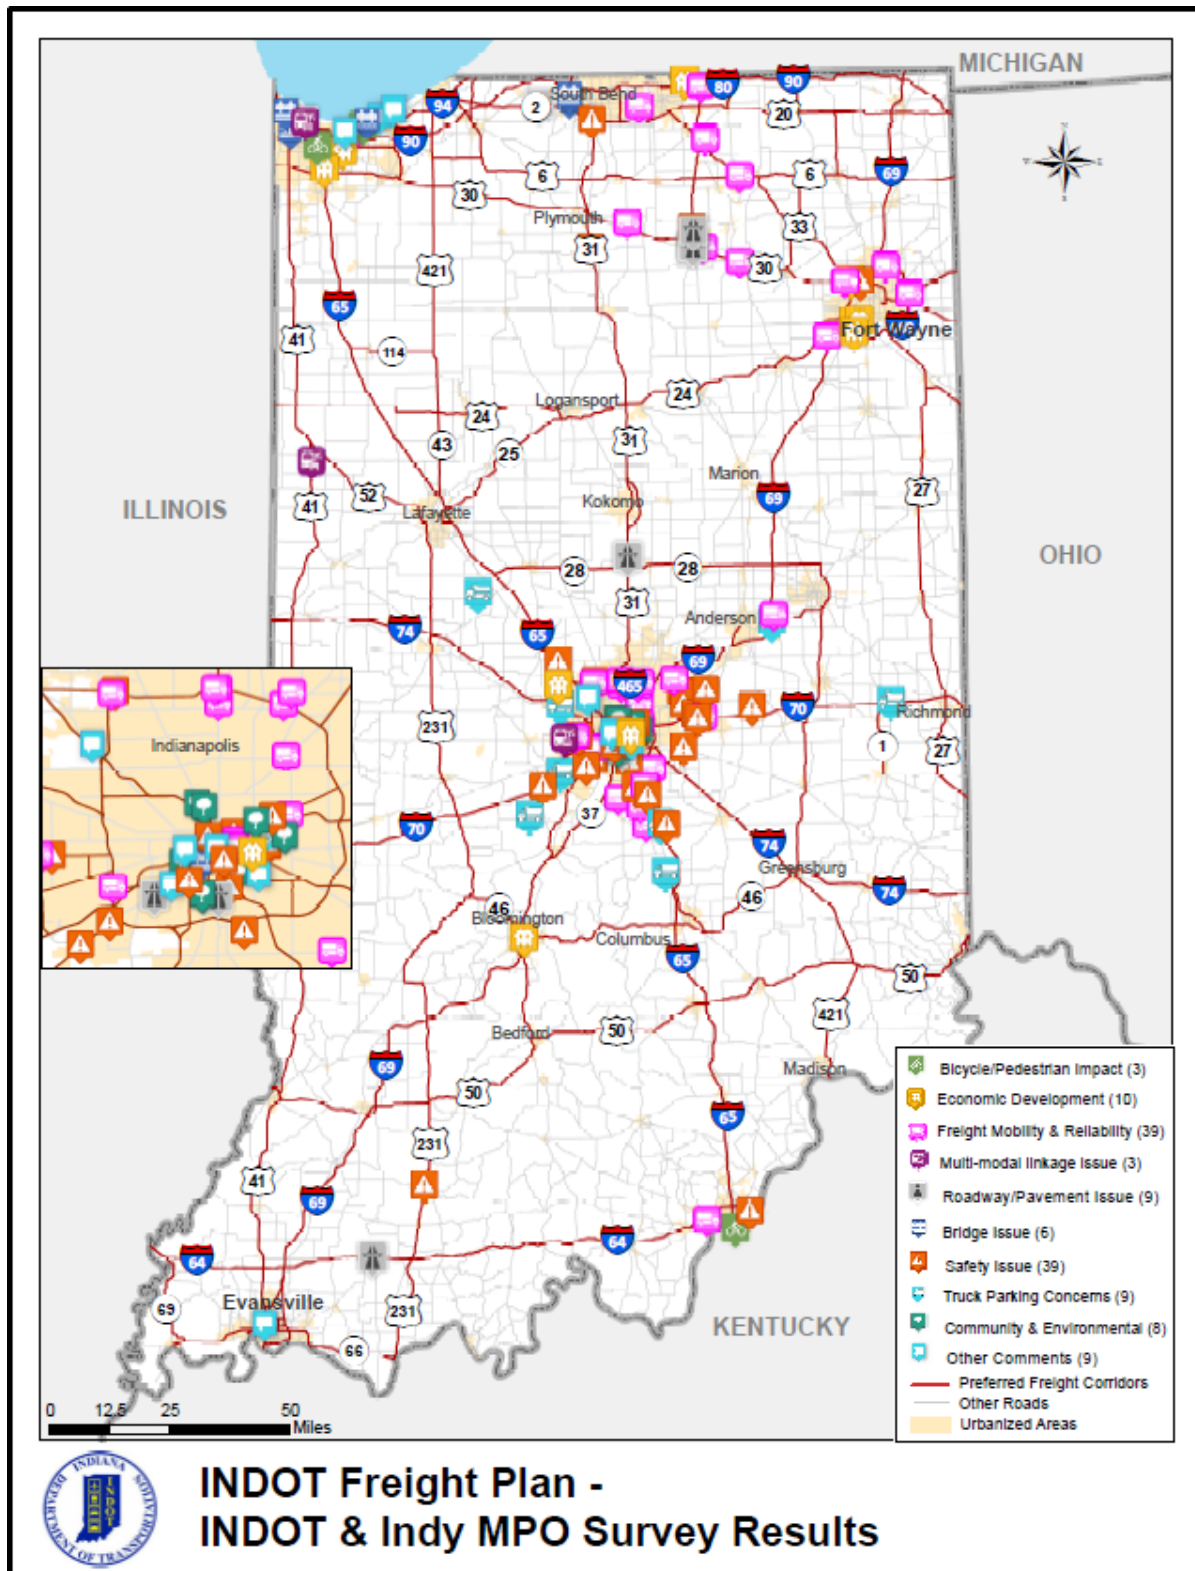 MICHIGAN
94
2
South Bend
80
90
20
90
6
6
69
30
33
Plymouth
31
30
421
65
41
Fort Wayne
114
24
Logansport
24
43
25
31
Marion
ILLINOIS
41
52
Lafayette
Kokomo
69
27
OHIO
28
28
31
Anderson
74
65
69
465
Indianapolis
231
70
Richmond
1
27
37
70
74
Greensburg
46
46
74
Bloomington
Columbus
65
50
421
Bedford
50
Madison
69
50
65
231
41
69
64
64
69
Evansville
231
66
KENTUCKY
Bicycle/Pedestrian Impact (3)
Economic Development (10)
Freight Mobility & Reliability (39)
Multi-modal linkage Issue (3)
Roadway/Pavement Issue (9)
Bridge Issue (6)
Safety Issue (39)
Truck Parking Concerns (9)
Community & Environmental (8)
Other Comments (9)
Preferred Freight Corridors
Other Roads
Urbanized Areas
0 12.5 25 50
Miles
INDIANA
DEPARTMENT OF TRANSPORTATION
INDOT
INDOT Freight Plan -
INDOT & Indy MPO Survey Results